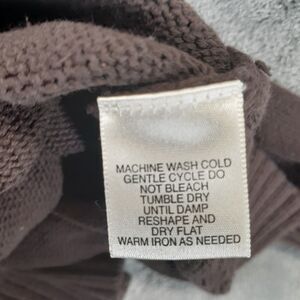 MACHINE WASH COLD
GENTLE CYCLE DO
NOT BLEACH
TUMBLE DRY
UNTIL DAMP
RESHAPE AND
DRY FLAT
WARM IRON AS NEEDED